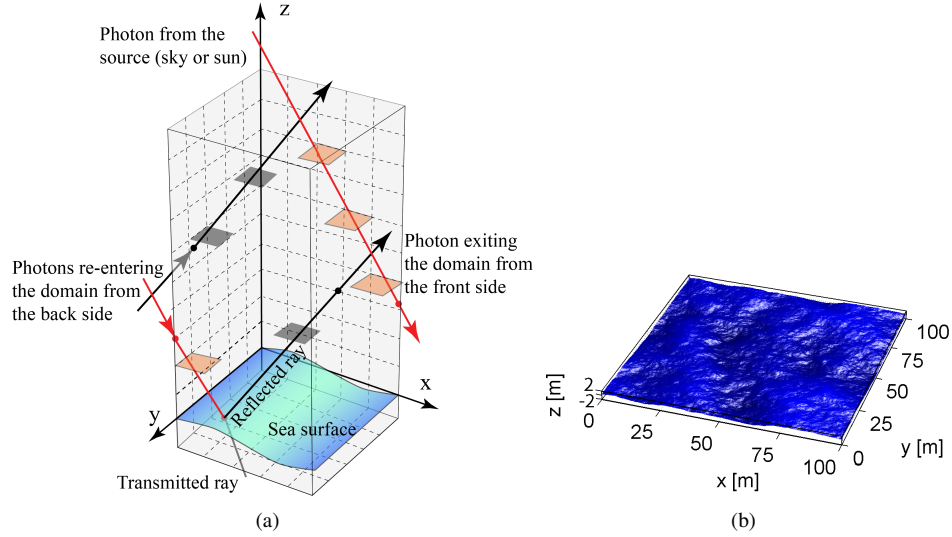 z
Photon from the
source (sky or sun)
Photon exiting
the domain from
the front side
Photons re-entering
the domain from
the back side
Reflected ray
x
y
Sea surface
Transmitted ray
(a)
z [m]
2
-2
0
25
50
75
100
x [m]
0
25
50
75
100
y [m]
(b)